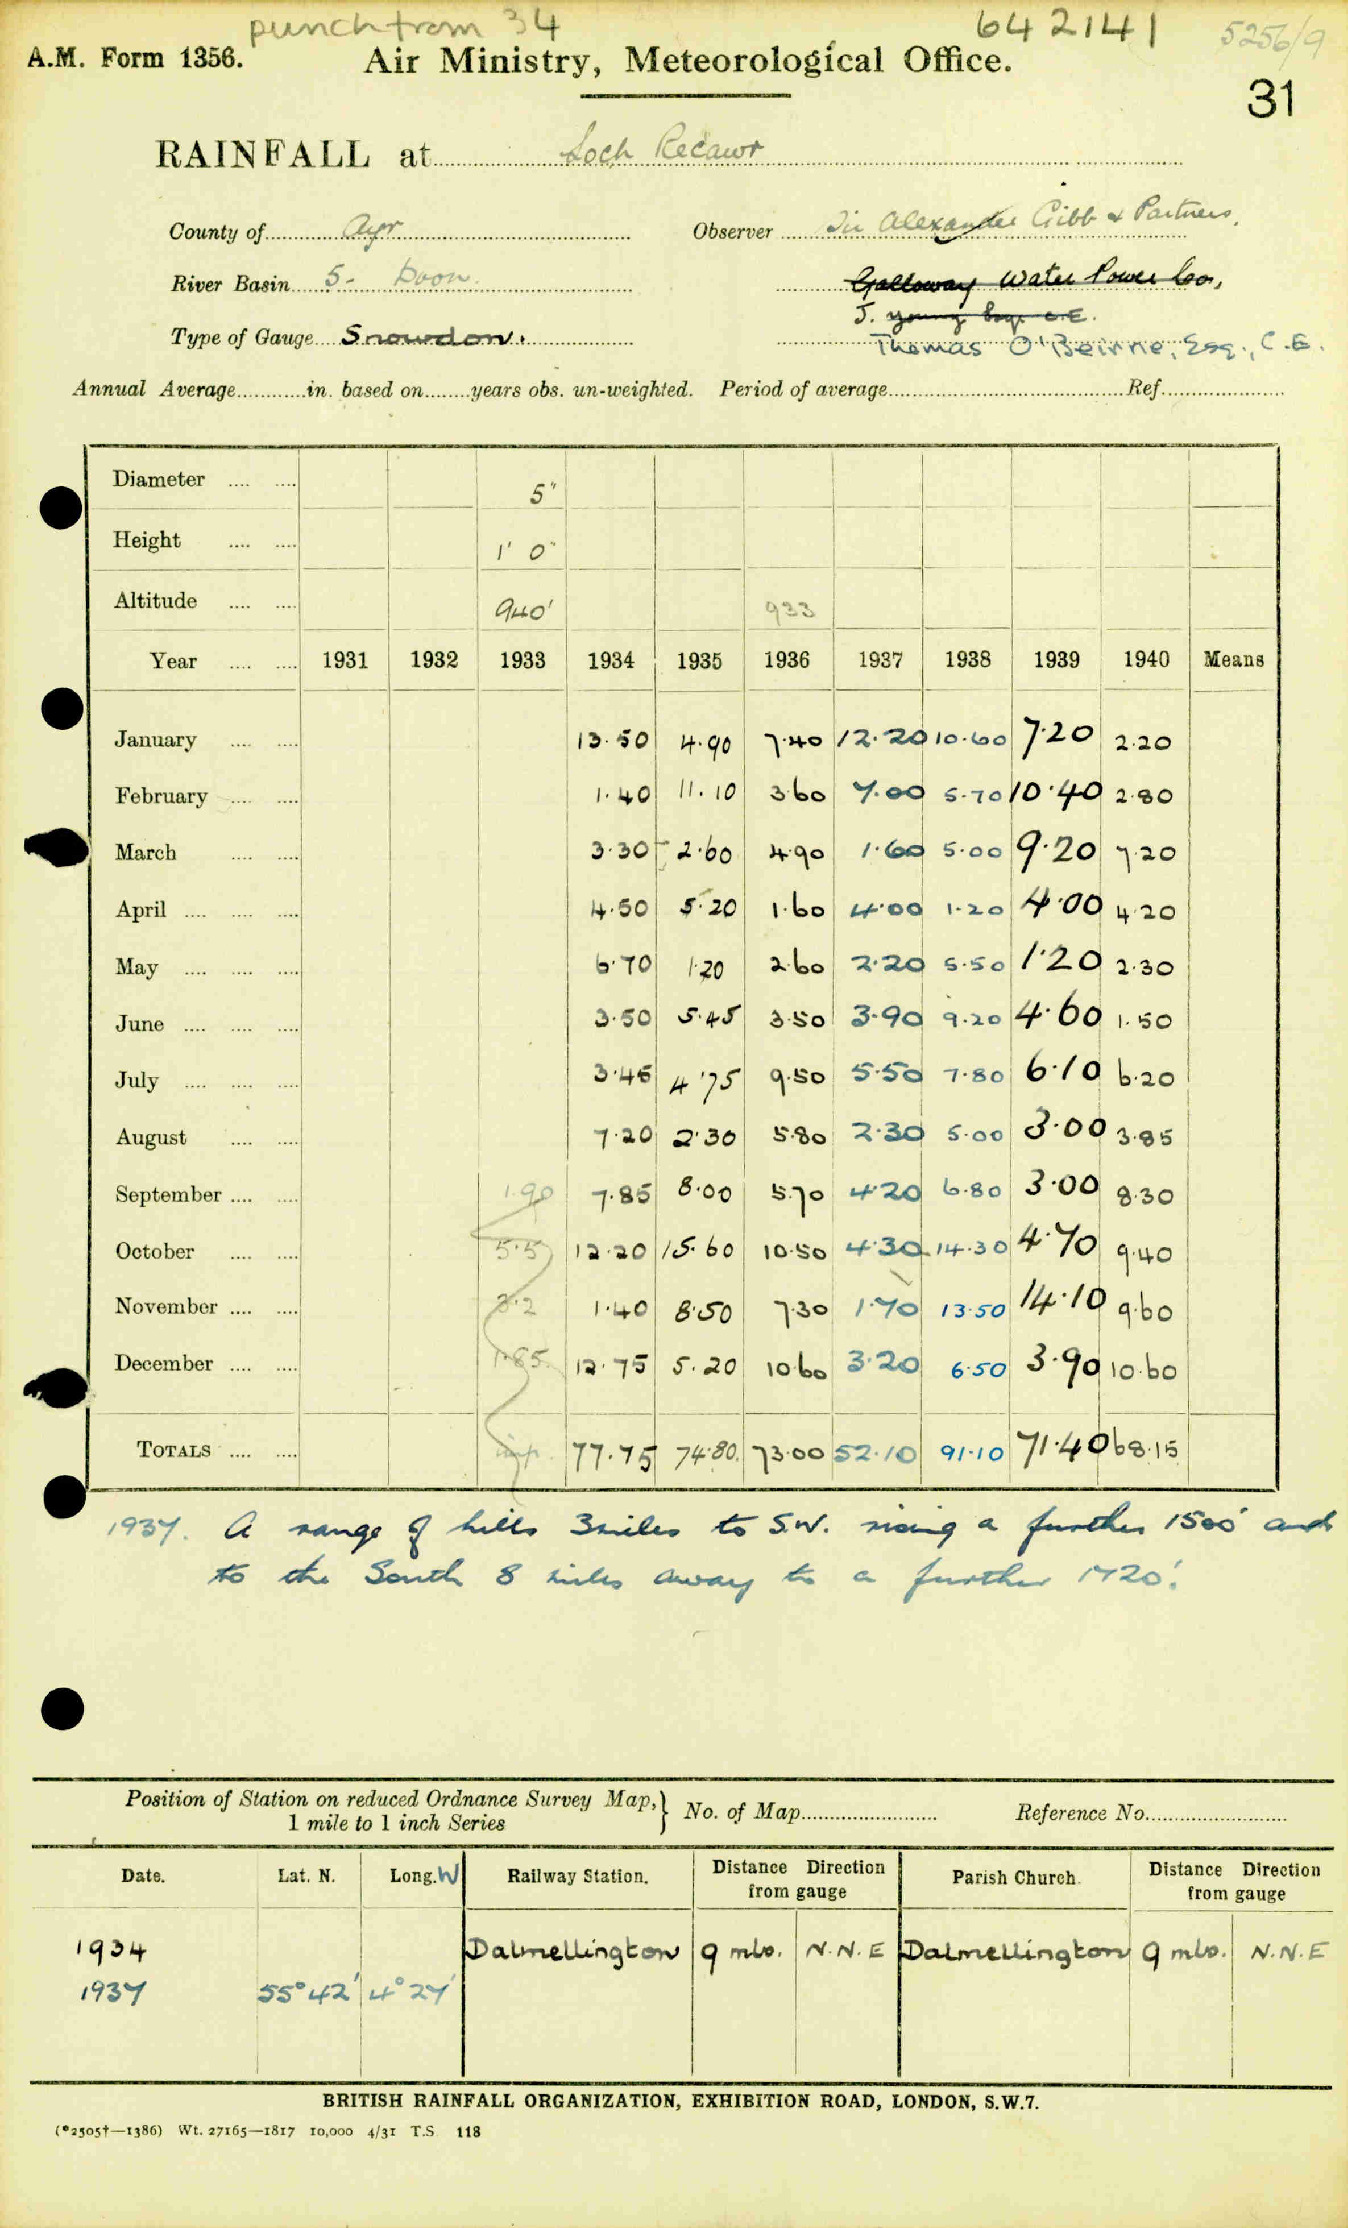 punch from 34
642141
5256/9
A.M. Form 1356.
Air Ministry, Meteorological Office.
31
RAINFALL at Loch Recawr
County of Ayr
Observer Sir Alexander Gibb & Partners.
River Basin 5- Doon.
Galloway Water Power Co,
J. Young Esqr C.E.
Type of Gauge Snowdon.
Thomas O'Beirne, Esq., C.E.
Annual Average in. based on years obs. un-weighted. Period of average Ref.
Diameter 5"
Height 1' 0"
Altitude 940' 933
Year 1931 1932 1933 1934 1935 1936 1937 1938 1939 1940 Means
January 13.50 4.90 7.40 12.20 10.60 7.20 2.20
February 1.40 11.10 3.60 7.00 5.70 10.40 2.80
March 3.30 2.60 4.90 1.60 5.00 9.20 7.20
April 4.50 5.20 1.60 4.00 1.20 4.00 4.20
May 6.70 1.20 2.60 2.20 5.50 1.20 2.30
June 3.50 5.45 3.50 3.90 9.20 4.60 1.50
July 3.45 4.75 9.50 5.50 7.80 6.10 6.20
August 7.20 2.30 5.80 2.30 5.00 3.00 3.85
September 1.90 7.85 8.00 5.70 4.20 6.80 3.00 8.30
October 5.5 12.20 15.60 10.50 4.30 14.30 4.70 9.40
November 3.2 1.40 8.50 7.30 1.70 13.50 14.10 9.60
December 1.85 12.75 5.20 10.60 3.20 6.50 3.90 10.60
TOTALS imp. 77.75 74.80 73.00 52.10 91.10 71.40 68.15
1937. A range of hills 3 miles to S.W. rising a further 1500' and
to the South 8 miles away to a further 1720'.
Position of Station on reduced Ordnance Survey Map,
1 mile to 1 inch Series
No. of Map
Reference No.
Date. Lat. N. Long. W Railway Station. Distance Direction from gauge Parish Church. Distance Direction from gauge
1934 Dalmellington 9 mls. N.N.E Dalmellington 9 mls. N.N.E
1937 55° 42' 4° 27'
BRITISH RAINFALL ORGANIZATION, EXHIBITION ROAD, LONDON, S.W.7.
(*2505†—1386) Wt. 27165—1817 10,000 4/31 T.S 118